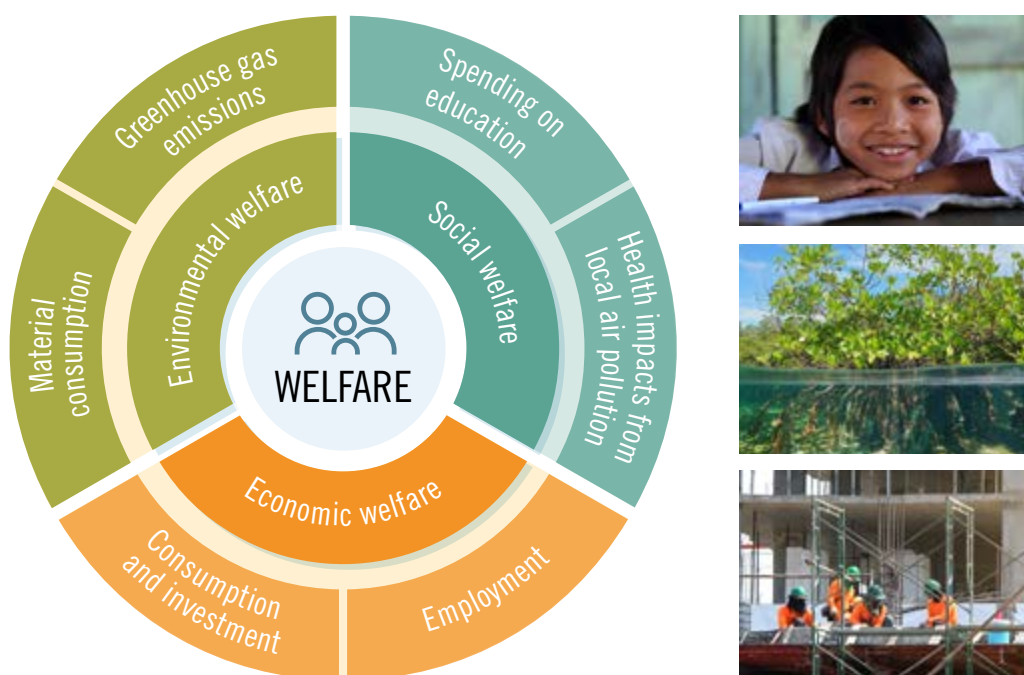 Greenhouse gas
emissions
Spending on
education
Environmental welfare
Social welfare
Material
consumption
Health impacts from
local air pollution
WELFARE
Economic welfare
Consumption
and investment
Employment